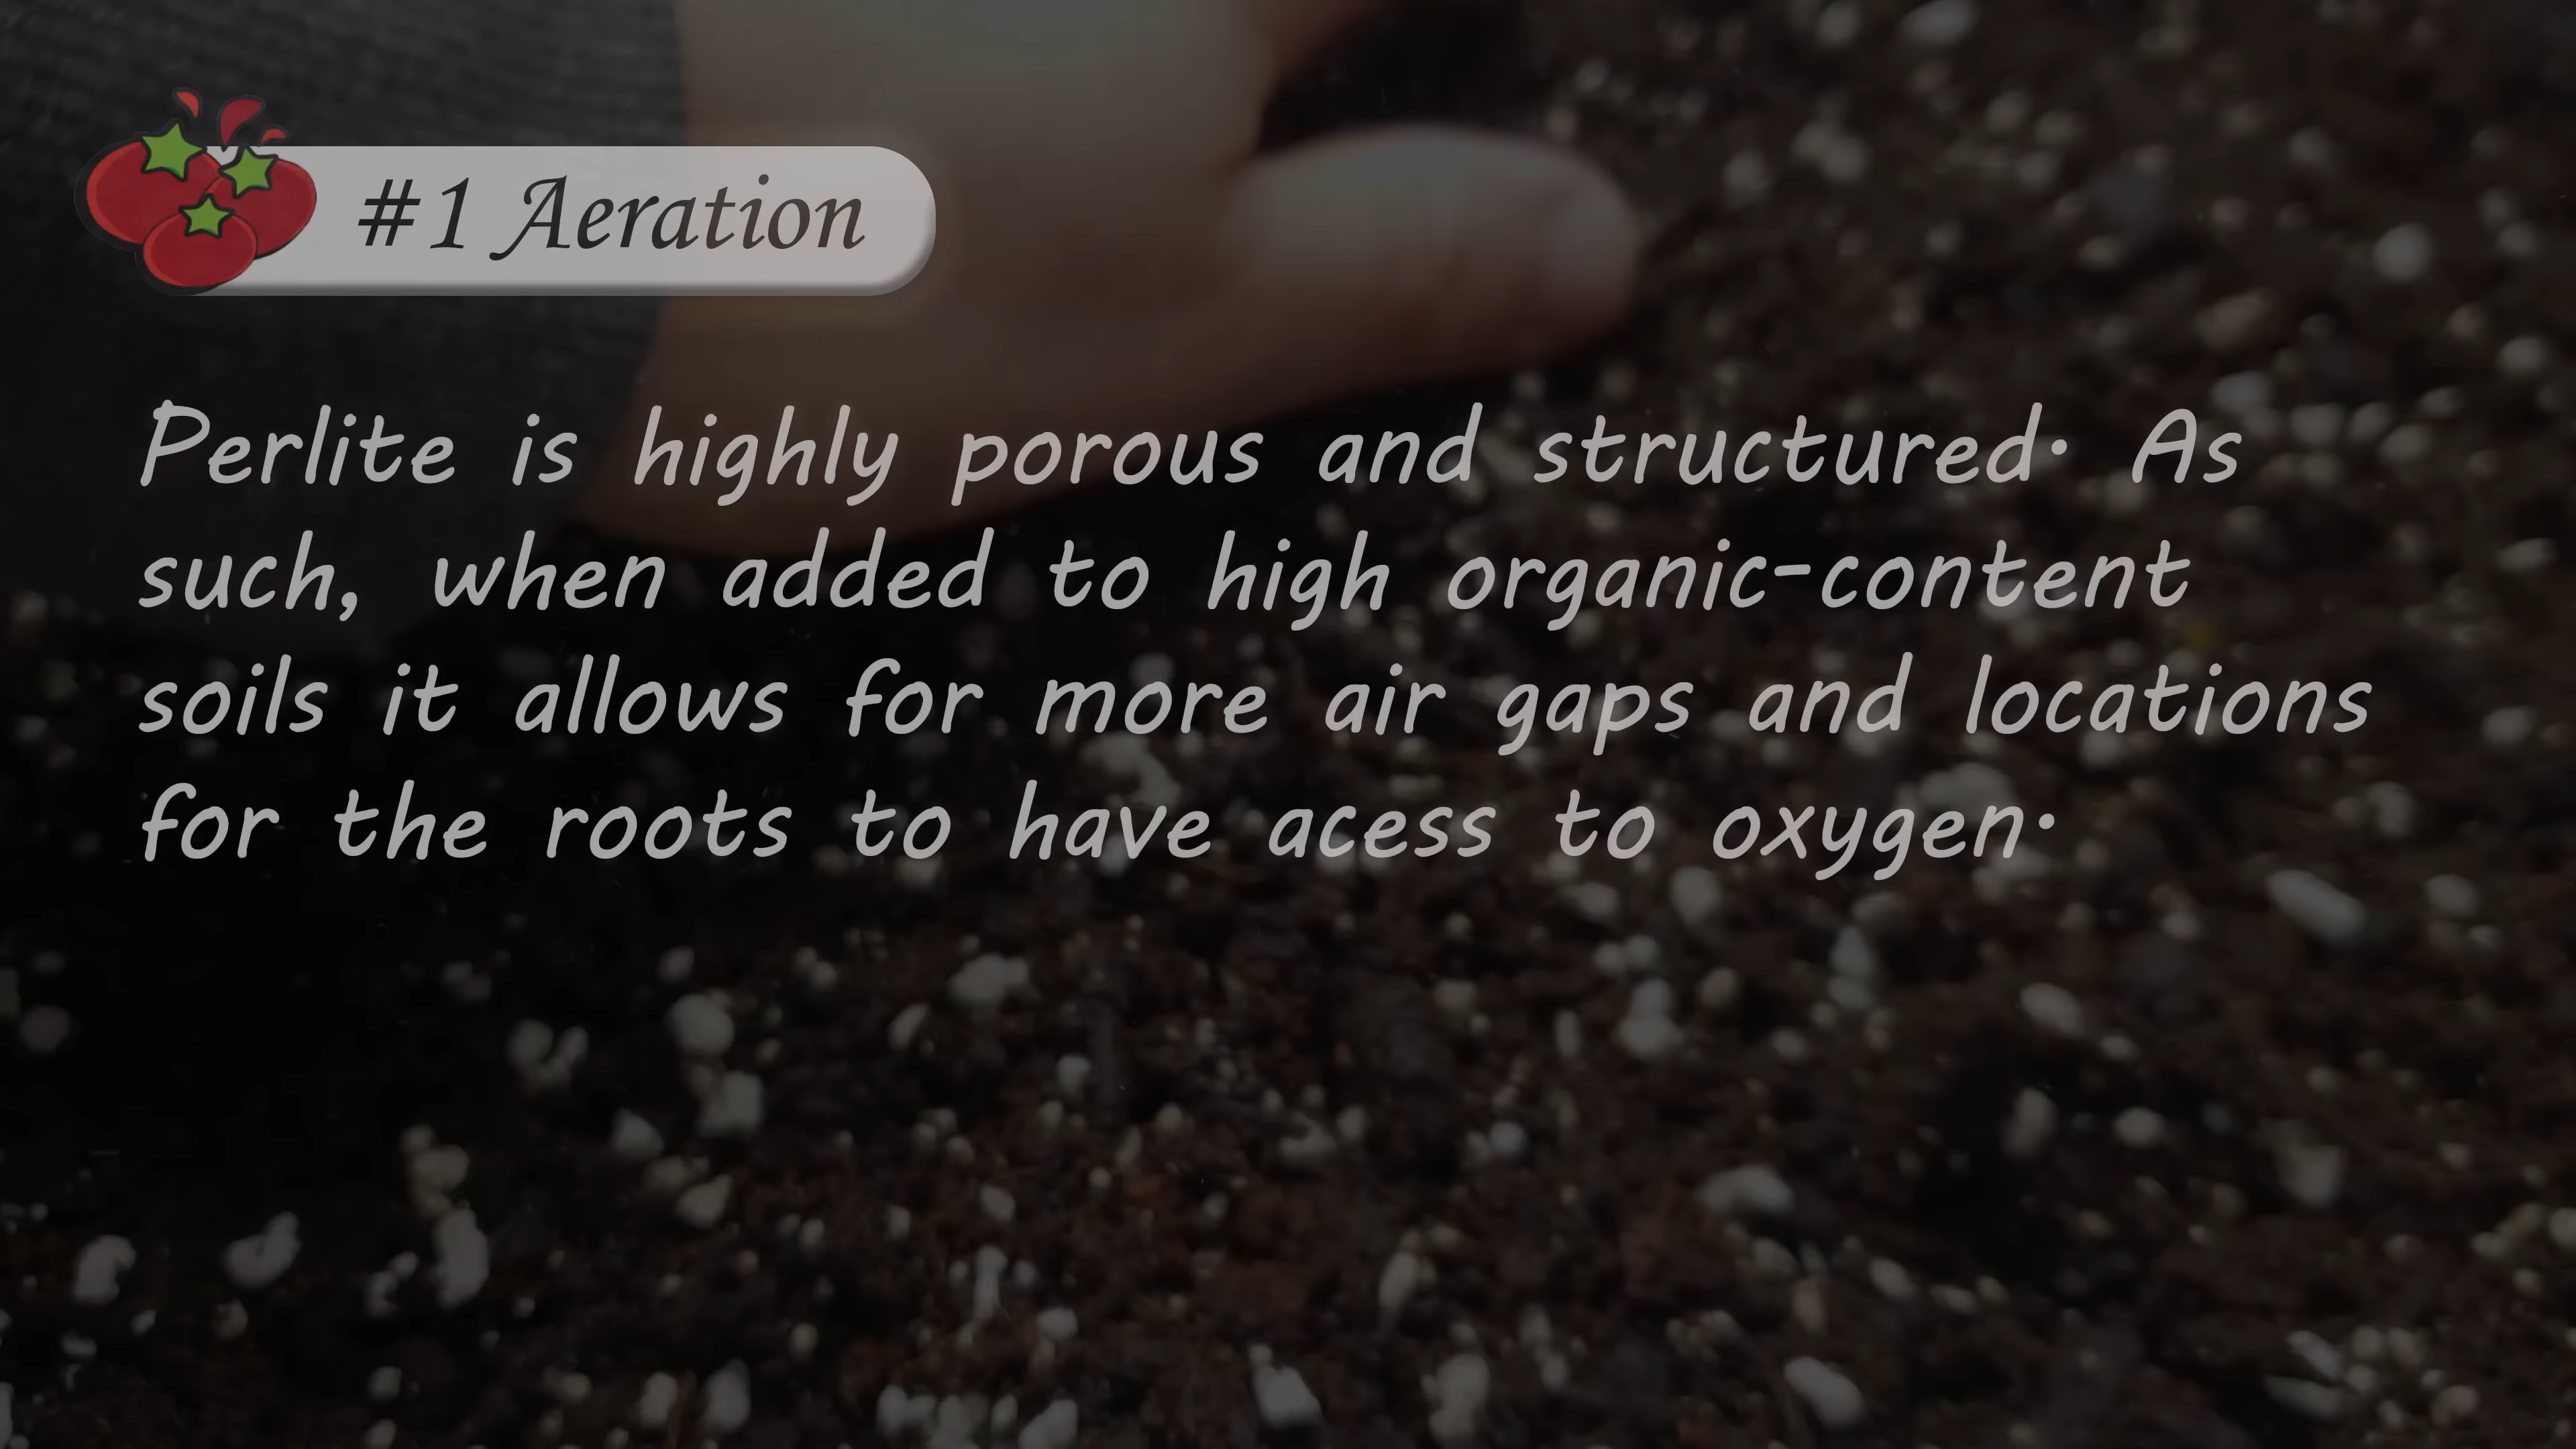 #1 Aeration
Perlite is highly porous and structured. As
such, when added to high organic-content
soils it allows for more air gaps and locations
for the roots to have acess to oxygen.